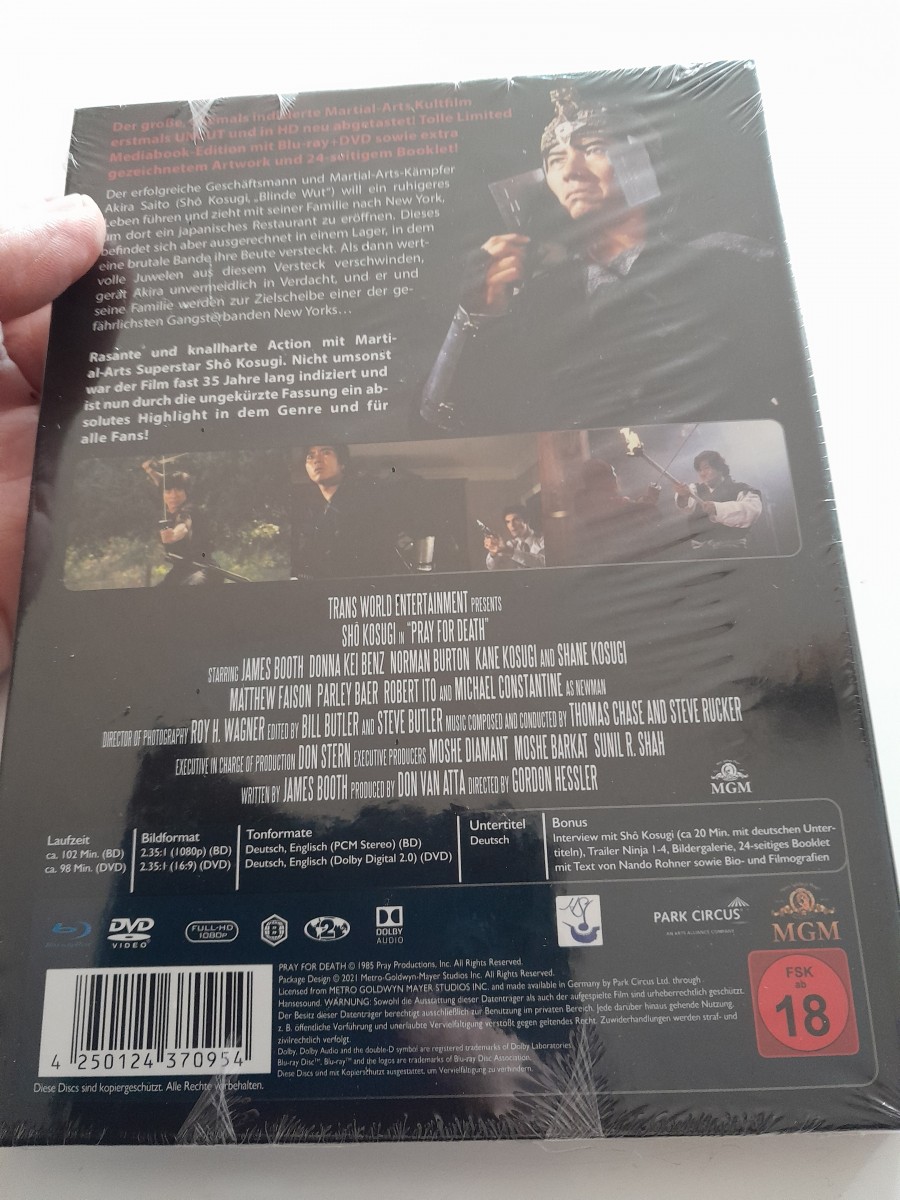 Der große, erstmals indizierte Martial-Arts Kultfilm
erstmals UNCUT und in HD neu abgetastet! Tolle Limited
Mediabook-Edition mit Blu-ray+DVD sowie extra
gezeichnetem Artwork und 24-seitigem Booklet!
Der erfolgreiche Geschäftsmann und Martial-Arts-Kämpfer
Akira Saito (Shô Kosugi, „Blinde Wut“) will ein ruhigeres
Leben führen und zieht mit seiner Familie nach New York,
um dort ein japanisches Restaurant zu eröffnen. Dieses
befindet sich aber ausgerechnet in einem Lager, in dem
eine brutale Bande ihre Beute versteckt. Als dann wert-
volle Juwelen aus diesem Versteck verschwinden,
gerät Akira unvermeidlich in Verdacht, und er und
seine Familie werden zur Zielscheibe einer der ge-
fährlichsten Gangsterbanden New Yorks...
Rasante und knallharte Action mit Marti-
al-Arts Superstar Shô Kosugi. Nicht umsonst
war der Film fast 35 Jahre lang indiziert und
ist nun durch die ungekürzte Fassung ein ab-
solutes Highlight in dem Genre und für
alle Fans!
TRANS WORLD ENTERTAINMENT PRESENTS
SHÔ KOSUGI IN "PRAY FOR DEATH"
STARRING JAMES BOOTH DONNA KEI BENZ NORMAN BURTON KANE KOSUGI AND SHANE KOSUGI
MATTHEW FAISON PARLEY BAER ROBERT ITO AND MICHAEL CONSTANTINE AS NEWMAN
DIRECTOR OF PHOTOGRAPHY ROY H. WAGNER EDITED BY BILL BUTLER AND STEVE BUTLER MUSIC COMPOSED AND CONDUCTED BY THOMAS CHASE AND STEVE RUCKER
EXECUTIVE IN CHARGE OF PRODUCTION DON STERN EXECUTIVE PRODUCERS MOSHE DIAMANT MOSHE BARKAT SUNIL R. SHAH
WRITTEN BY JAMES BOOTH PRODUCED BY DON VAN ATTA DIRECTED BY GORDON HESSLER
MGM
Laufzeit
ca. 102 Min. (BD)
ca. 98 Min. (DVD)
Bildformat
2.35:1 (1080p) (BD)
2.35:1 (16:9) (DVD)
Tonformate
Deutsch, Englisch (PCM Stereo) (BD)
Deutsch, Englisch (Dolby Digital 2.0) (DVD)
Untertitel
Deutsch
Bonus
Interview mit Shô Kosugi (ca 20 Min. mit deutschen Unter-
titeln), Trailer Ninja 1-4, Bildergalerie, 24-seitiges Booklet
mit Text von Nando Rohner sowie Bio- und Filmografien
Blu-ray Disc
DVD
VIDEO
FULL-HD
1080P
B
2
DOLBY
AUDIO
PARK CIRCUS
AN ARTS ALLIANCE COMPANY
MGM
FSK
ab
18
PRAY FOR DEATH © 1985 Pray Productions, Inc. All Rights Reserved.
Package Design © 2021 Metro-Goldwyn-Mayer Studios Inc. All Rights Reserved.
Licensed from METRO GOLDWYN MAYER STUDIOS INC. and made available in Germany by Park Circus Ltd. through
Hansesound. WARNUNG: Sowohl die Ausstattung dieser Datenträger als auch der aufgespielte Film sind urheberrechtlich geschützt.
Der Besitz dieser Datenträger berechtigt ausschließlich zur Benutzung im privaten Bereich. Jede darüber hinaus gehende Nutzung,
z. B. öffentliche Vorführung und unerlaubte Vervielfältigung verstößt gegen geltendes Recht. Zuwiderhandlungen werden straf- und
zivilrechtlich verfolgt.
Dolby, Dolby Audio and the double-D symbol are registered trademarks of Dolby Laboratories.
Blu-ray Disc™, Blu-ray™ and the logos are trademarks of Blu-ray Disc Association.
Diese Discs sind mit Kopierschutz ausgestattet, um Vervielfältigung zu verhindern.
4 250124 370954
Diese Discs sind kopiergeschützt. Alle Rechte vorbehalten.